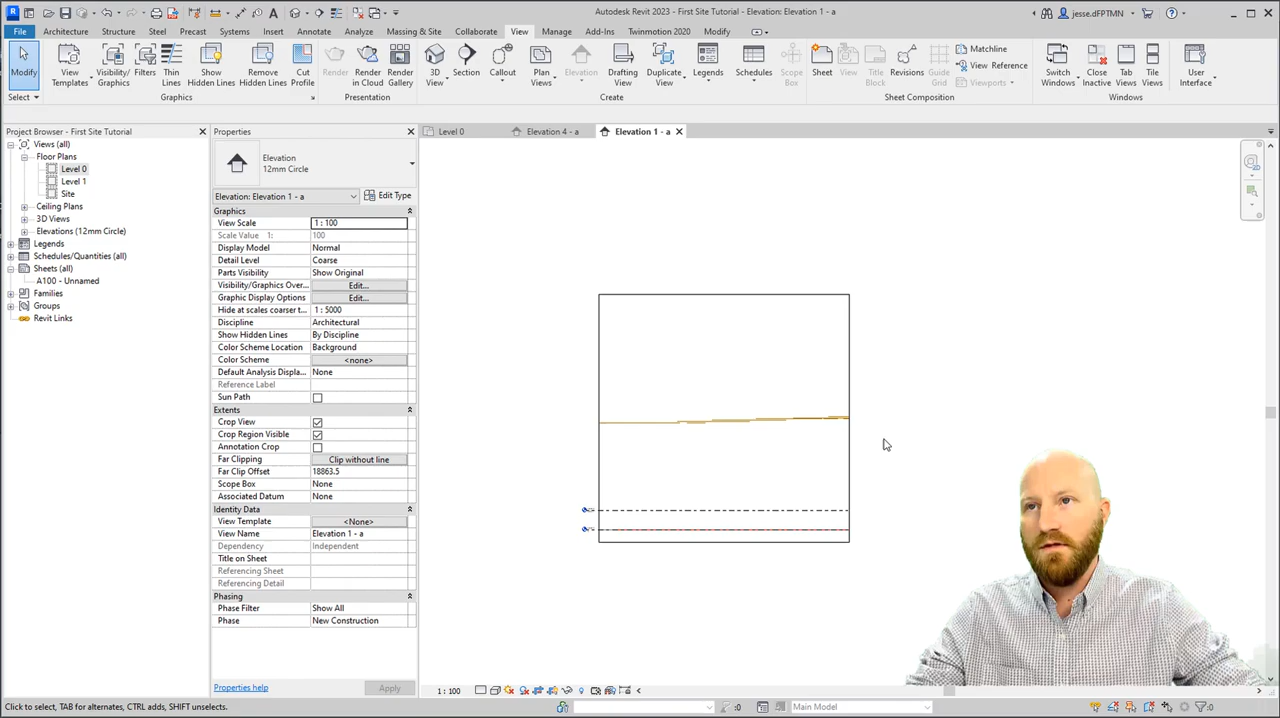 Autodesk Revit 2023 - First Site Tutorial - Elevation: Elevation 1 - a
jesse.dFPTMN
File Architecture Structure Steel Precast Systems Insert Annotate Analyze Massing & Site Collaborate View Manage Add-Ins Twinmotion 2020 Modify
Modify
View Templates
Visibility/ Graphics
Filters
Thin Lines
Show Hidden Lines
Remove Hidden Lines
Cut Profile
Render
Render in Cloud
Render Gallery
3D View
Section
Callout
Plan Views
Elevation
Drafting View
Duplicate View
Legends
Schedules
Scope Box
Sheet
View
Title Block
Revisions
Guide Grid
Matchline
View Reference
Viewports
Switch Windows
Close Inactive
Tab Views
Tile Views
User Interface
Select Graphics Presentation Create Sheet Composition Windows
Project Browser - First Site Tutorial
Views (all)
Floor Plans
Level 0
Level 1
Site
Ceiling Plans
3D Views
Elevations (12mm Circle)
Legends
Schedules/Quantities (all)
Sheets (all)
A100 - Unnamed
Families
Groups
Revit Links
Properties
Elevation
12mm Circle
Elevation: Elevation 1 - a Edit Type
Graphics
View Scale 1 : 100
Scale Value 1: 100
Display Model Normal
Detail Level Coarse
Parts Visibility Show Original
Visibility/Graphics Over... Edit...
Graphic Display Options Edit...
Hide at scales coarser t... 1 : 5000
Discipline Architectural
Show Hidden Lines By Discipline
Color Scheme Location Background
Color Scheme <none>
Default Analysis Displa... None
Reference Label
Sun Path
Extents
Crop View
Crop Region Visible
Annotation Crop
Far Clipping Clip without line
Far Clip Offset 18863.5
Scope Box None
Associated Datum None
Identity Data
View Template <None>
View Name Elevation 1 - a
Dependency Independent
Title on Sheet
Referencing Sheet
Referencing Detail
Phasing
Phase Filter Show All
Phase New Construction
Properties help Apply
Level 0 Elevation 4 - a Elevation 1 - a
1 : 100
Click to select, TAB for alternates, CTRL adds, SHIFT unselects.
:0
Main Model
:0